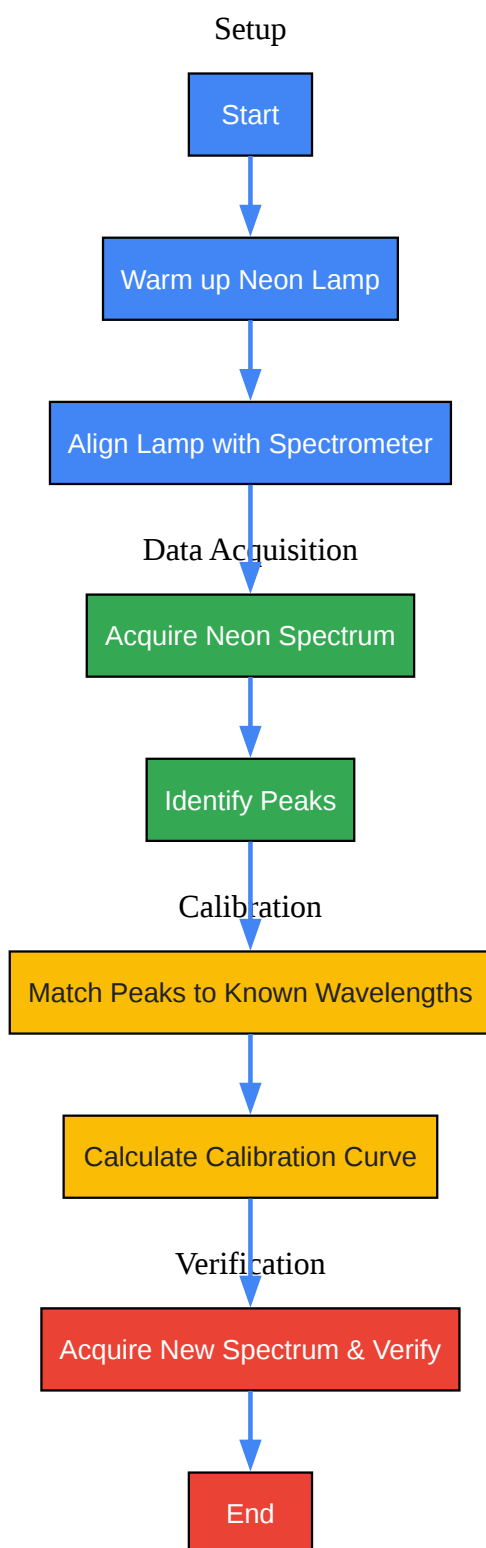 Setup
Start
Warm up Neon Lamp
Align Lamp with Spectrometer
Data Acquisition
Acquire Neon Spectrum
Identify Peaks
Calibration
Match Peaks to Known Wavelengths
Calculate Calibration Curve
Verification
Acquire New Spectrum & Verify
End